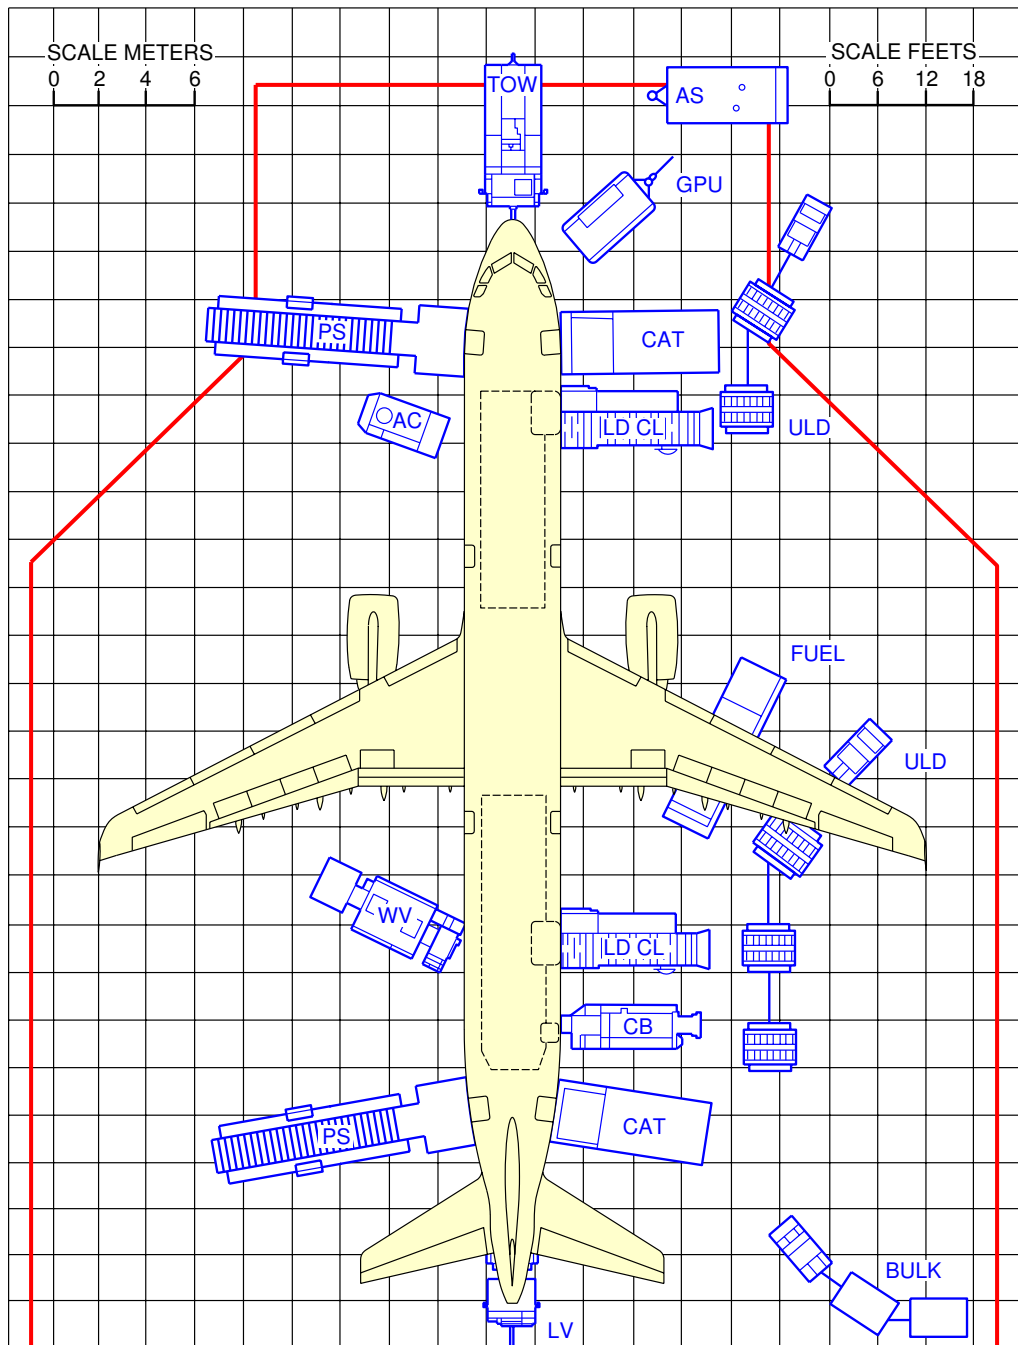 SCALE METERS
0 2 4 6
SCALE FEETS
0 6 12 18
TOW
AS
GPU
PS
CAT
AC
LD CL
ULD
FUEL
ULD
WV
LD CL
CB
PS
CAT
BULK
LV